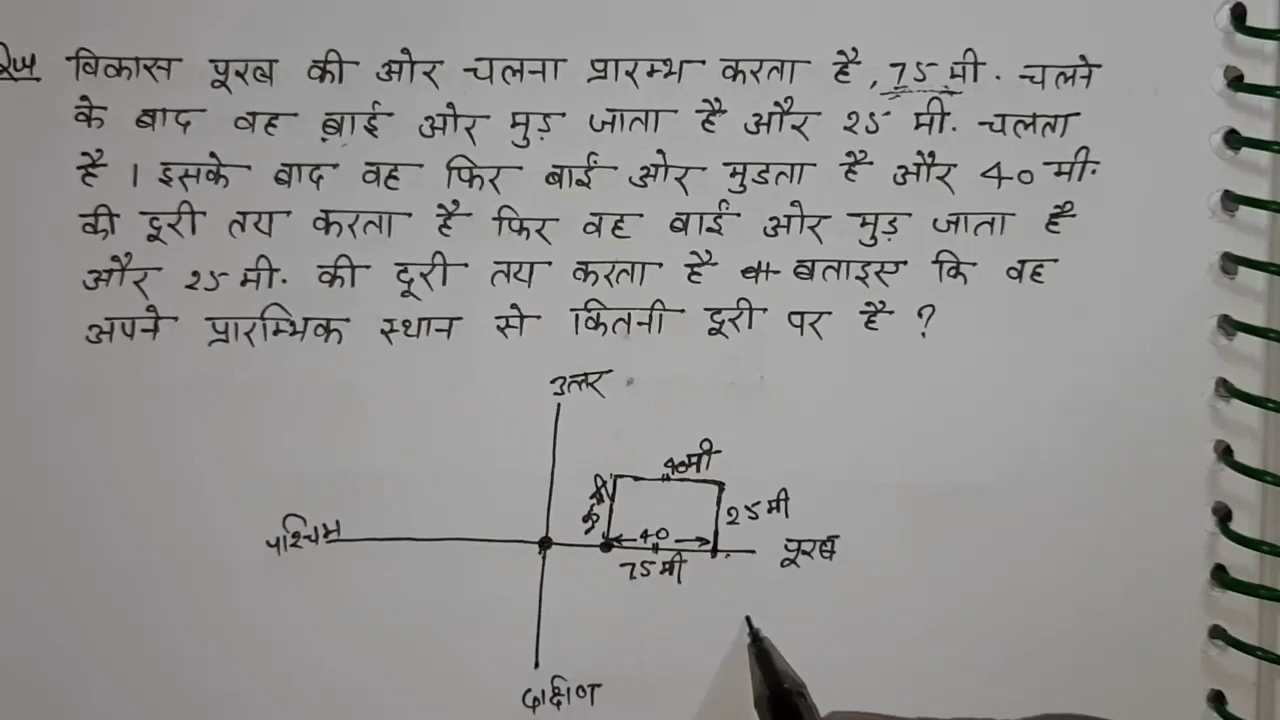 विकास पूरब की ओर चलना प्रारम्भ करता है, 75 मी. चलने
के बाद वह बाई ओर मुड़ जाता है और 25 मी. चलता
है । इसके बाद वह फिर बाईं ओर मुडता है और 40 मी.
की दूरी तय करता है फिर वह बाईं ओर मुड़ जाता है
और 25 मी. की दूरी तय करता है बताइए कि वह
अपने प्रारम्भिक स्थान से कितनी दूरी पर है ?
उत्तर
40मी
25मी
40
पश्चिम
पूरब
75मी
दक्षिण